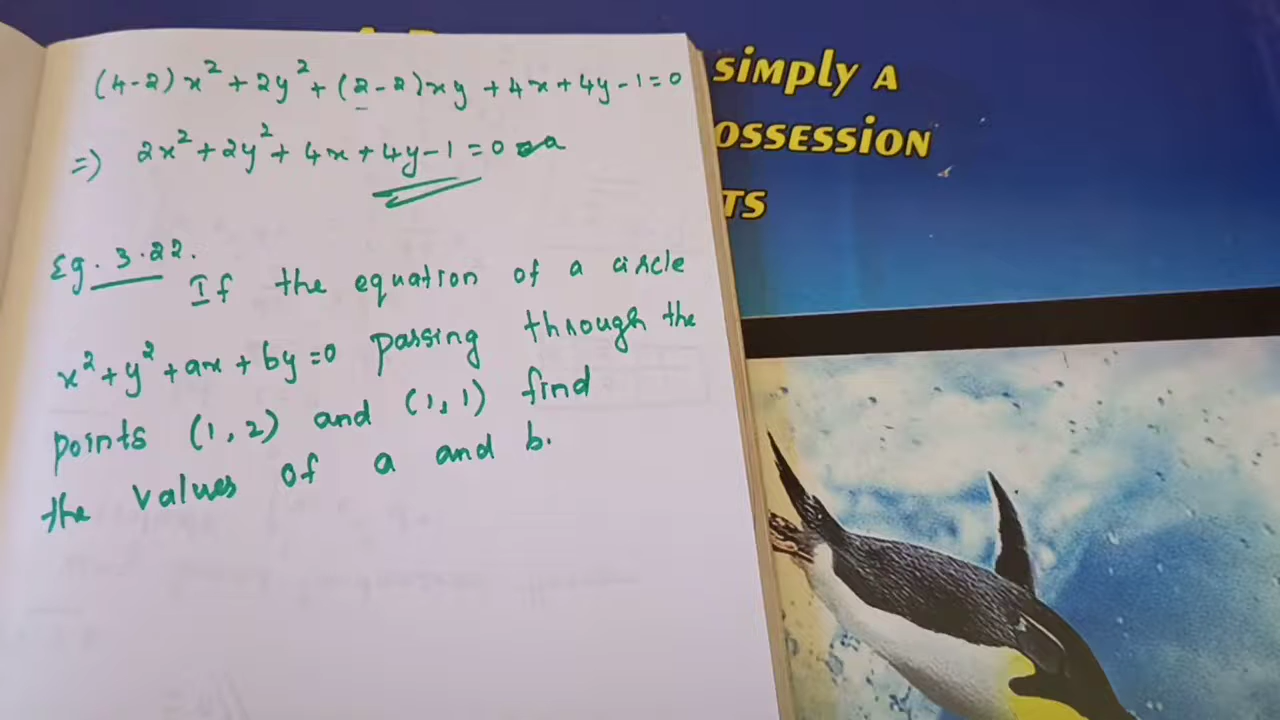 (4-2)x²+2y²+(2-2)xy+4x+4y-1=0
=) 2x²+2y²+4x+4y-1=0
Eg. 3.22.
If the equation of a circle
x²+y²+ax+by=0 passing through the
points (1,2) and (1,1) find
the values of a and b.
simply A
OSSESSION
TS